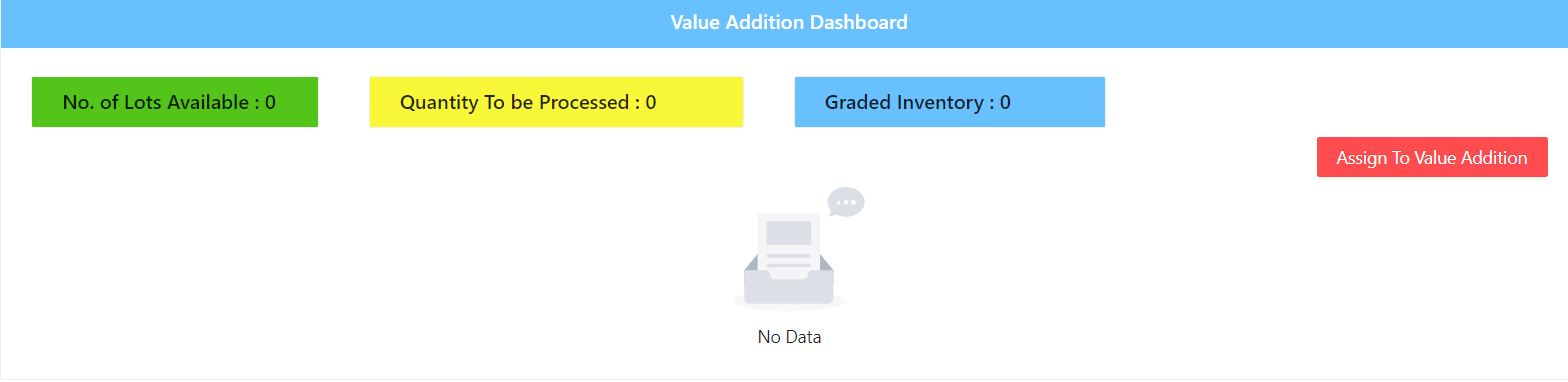 Value Addition Dashboard
No. of Lots Available : 0
Quantity To be Processed : 0
Graded Inventory : 0
Assign To Value Addition
No Data